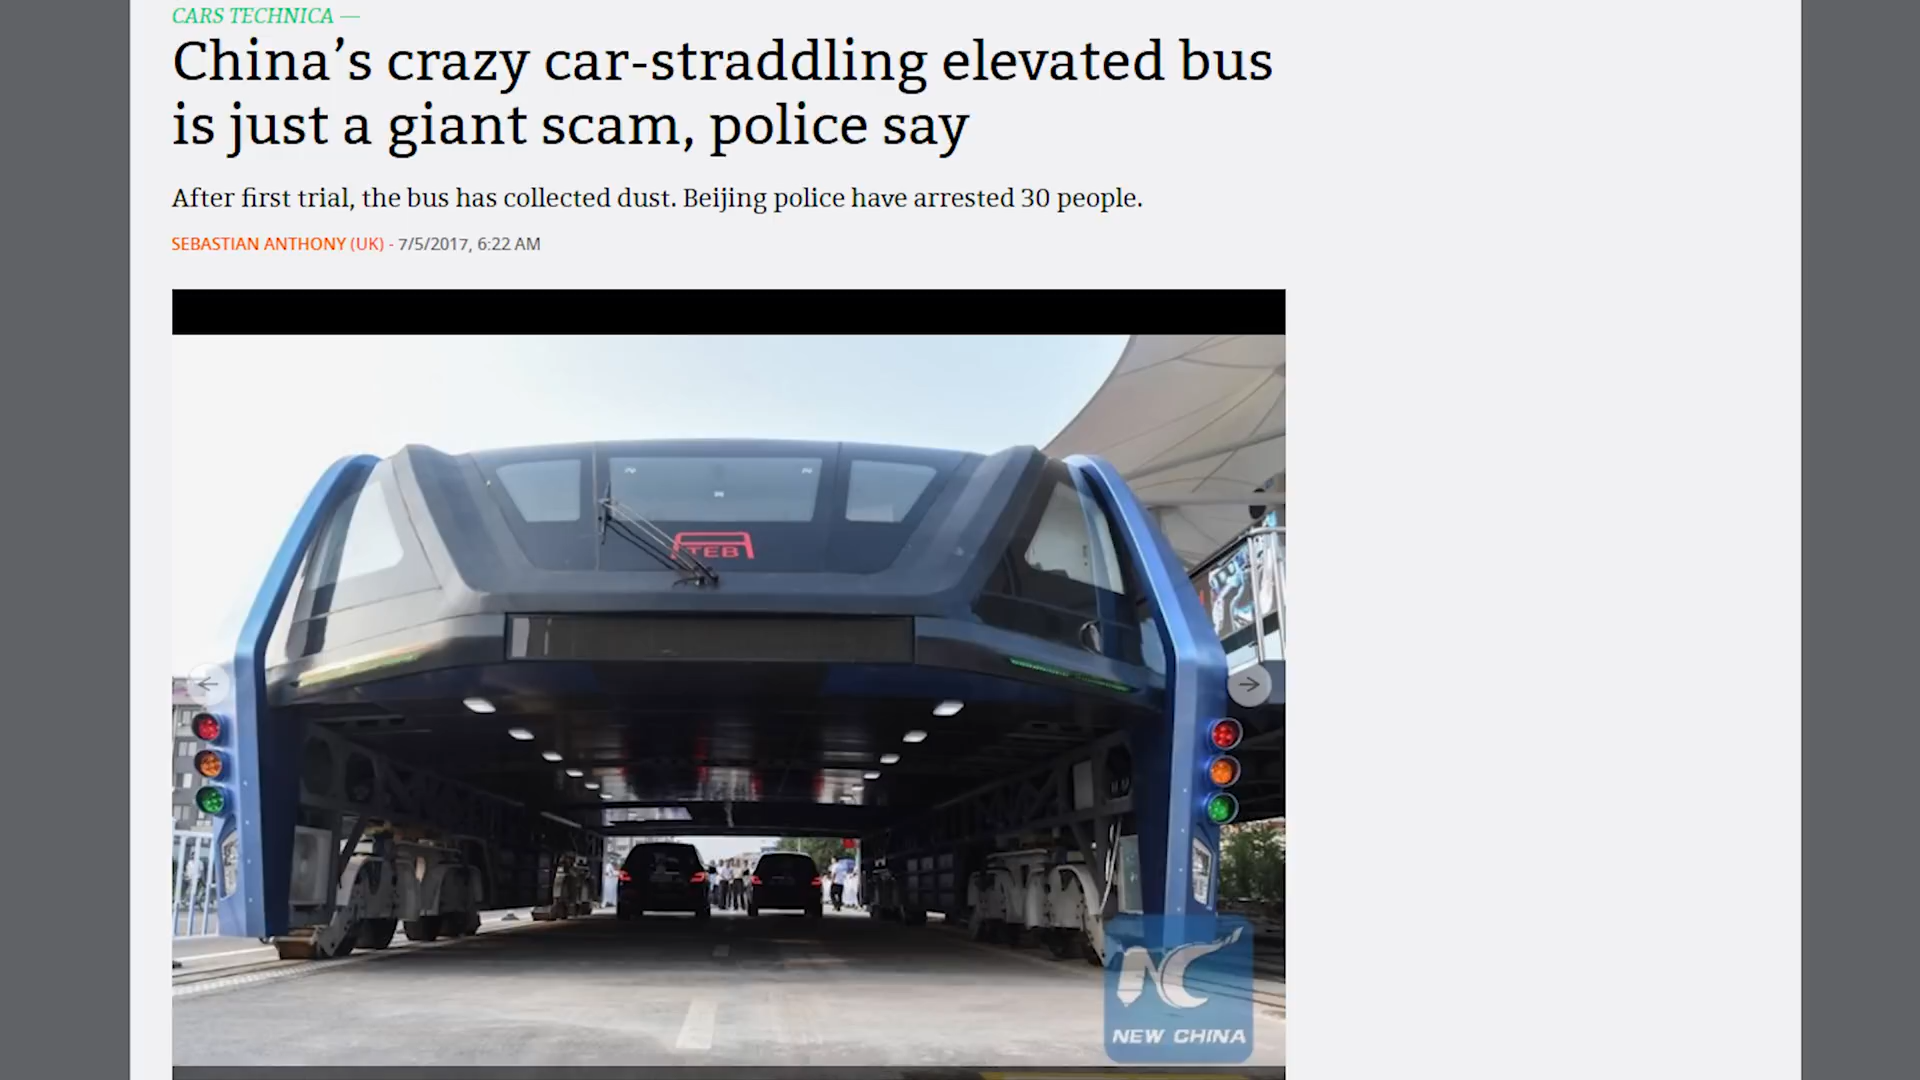 CARS TECHNICA —
China’s crazy car-straddling elevated bus
is just a giant scam, police say
After first trial, the bus has collected dust. Beijing police have arrested 30 people.
SEBASTIAN ANTHONY (UK) - 7/5/2017, 6:22 AM
TEB
NC
NEW CHINA